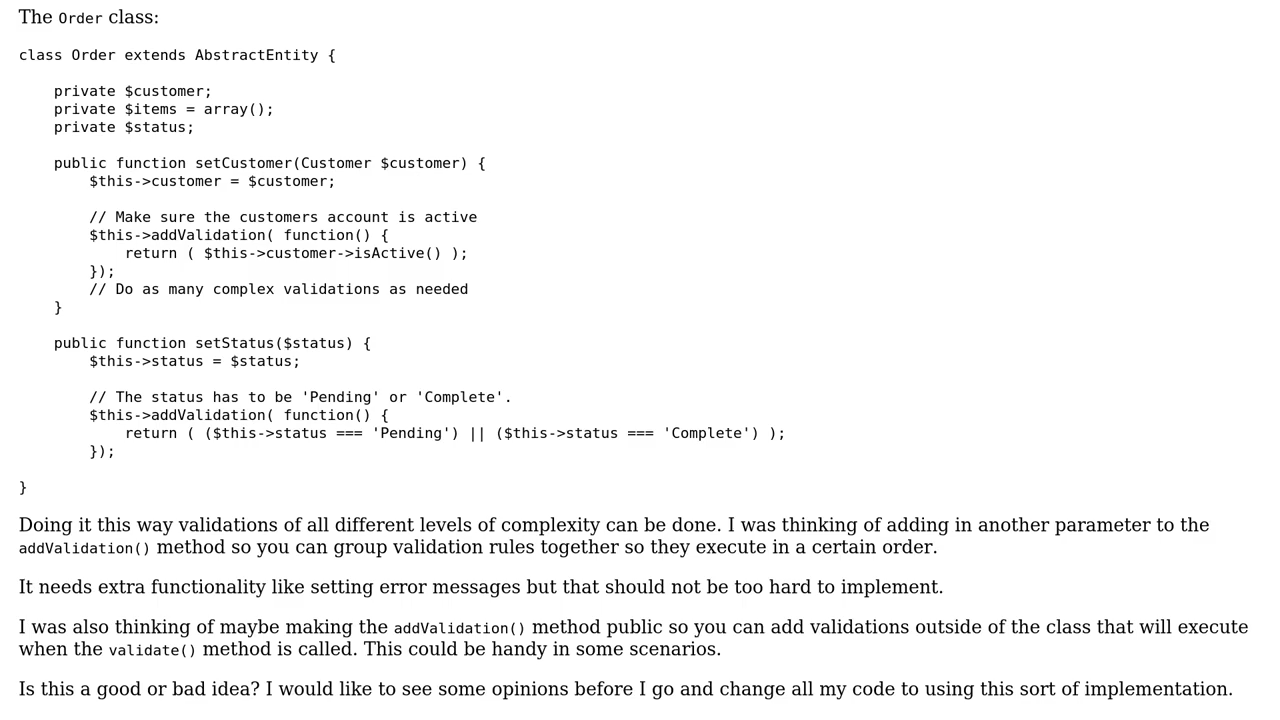 The Order class:
class Order extends AbstractEntity {
    private $customer;
    private $items = array();
    private $status;
    public function setCustomer(Customer $customer) {
        $this->customer = $customer;
        // Make sure the customers account is active
        $this->addValidation( function() {
            return ( $this->customer->isActive() );
        });
        // Do as many complex validations as needed
    }
    public function setStatus($status) {
        $this->status = $status;
        // The status has to be 'Pending' or 'Complete'.
        $this->addValidation( function() {
            return ( ($this->status === 'Pending') || ($this->status === 'Complete') );
        });
}
Doing it this way validations of all different levels of complexity can be done. I was thinking of adding in another parameter to the
addValidation() method so you can group validation rules together so they execute in a certain order.
It needs extra functionality like setting error messages but that should not be too hard to implement.
I was also thinking of maybe making the addValidation() method public so you can add validations outside of the class that will execute
when the validate() method is called. This could be handy in some scenarios.
Is this a good or bad idea? I would like to see some opinions before I go and change all my code to using this sort of implementation.